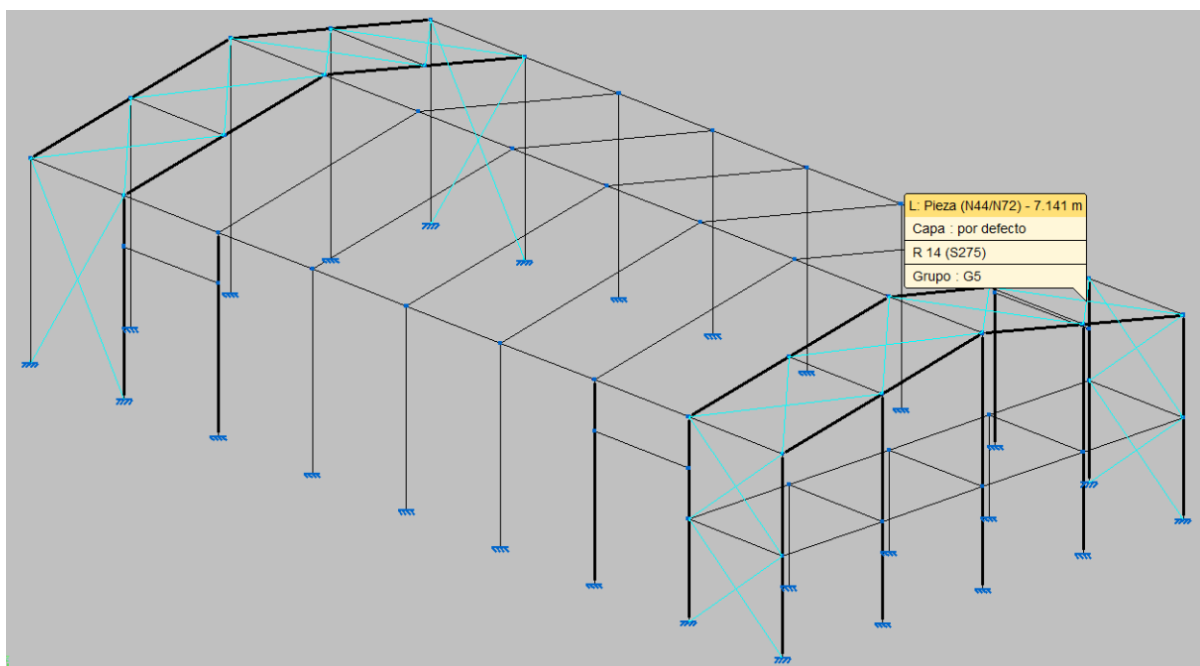 L: Pieza (N44/N72) - 7.141 m
Capa : por defecto
R 14 (S275)
Grupo : G5